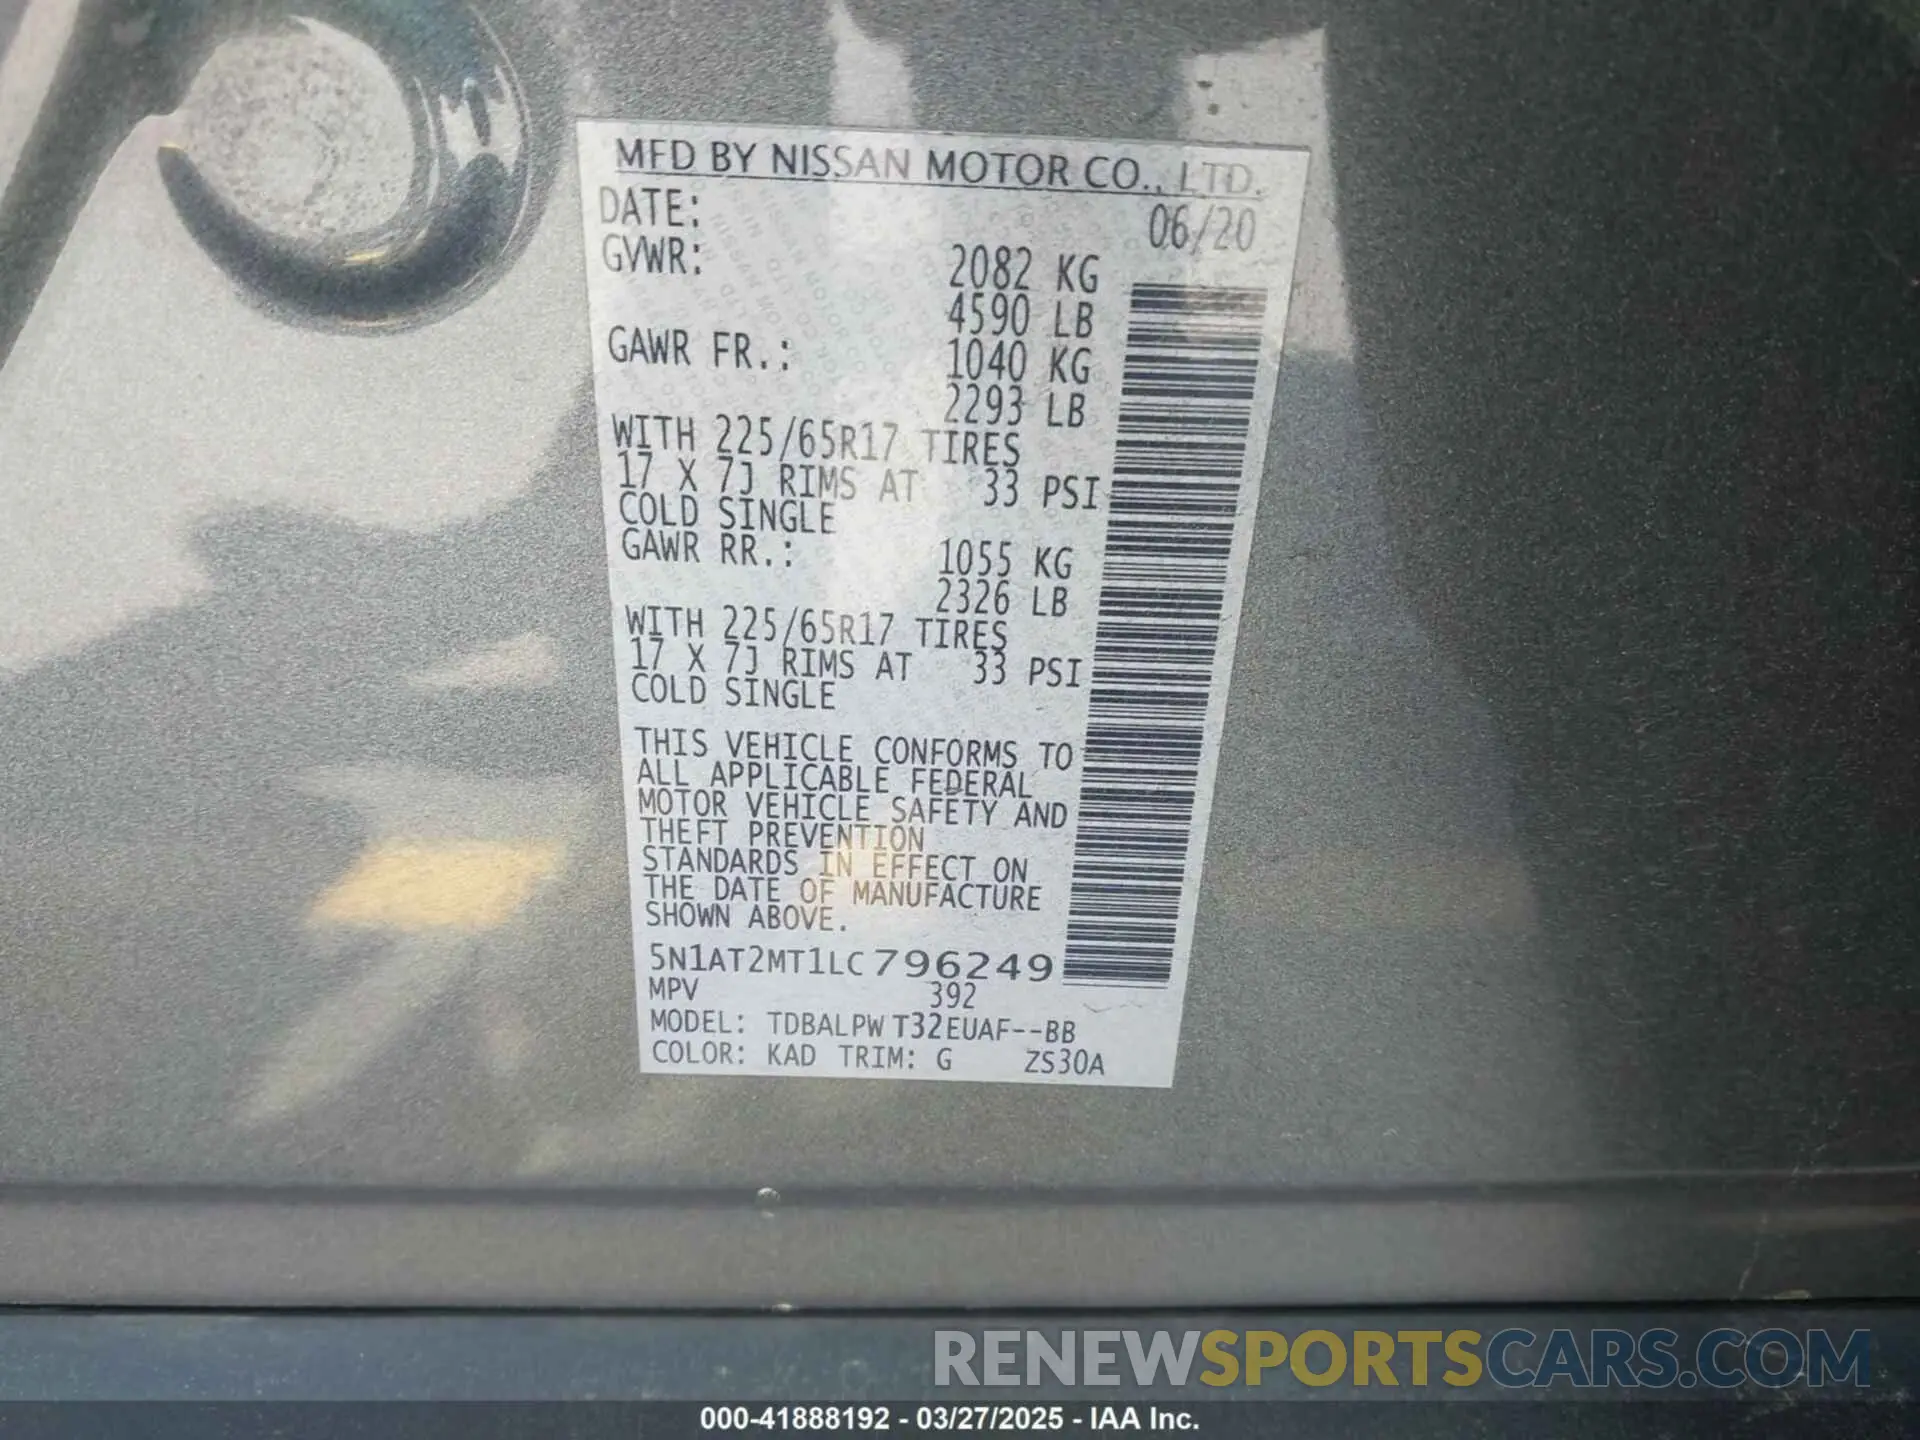 MFD BY NISSAN MOTOR CO., LTD.
DATE: 06/20
GVWR: 2082 KG
4590 LB
GAWR FR.: 1040 KG
2293 LB
WITH 225/65R17 TIRES
17 X 7J RIMS AT 33 PSI
COLD SINGLE
GAWR RR.: 1055 KG
2326 LB
WITH 225/65R17 TIRES
17 X 7J RIMS AT 33 PSI
COLD SINGLE
THIS VEHICLE CONFORMS TO
ALL APPLICABLE FEDERAL
MOTOR VEHICLE SAFETY AND
THEFT PREVENTION
STANDARDS IN EFFECT ON
THE DATE OF MANUFACTURE
SHOWN ABOVE.
5N1AT2MT1LC796249
MPV 392
MODEL: TDBALPW T32EUAF--BB
COLOR: KAD TRIM: G ZS30A
RENEWSPORTSCARS.COM
000-41888192 - 03/27/2025 - IAA Inc.